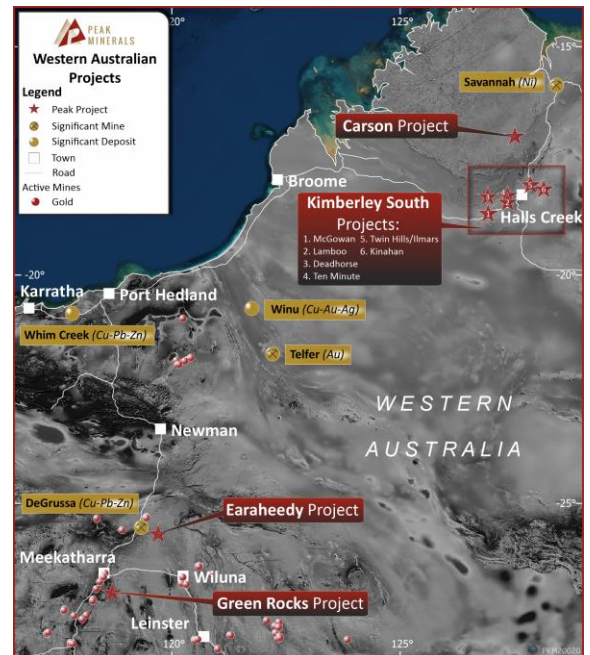 120°
125°
PEAK
MINERALS
Western Australian
Projects
Legend
Peak Project
Significant Mine
Significant Deposit
Town
Road
Active Mines
Gold
-15°
Savannah (Ni)
Carson Project
Broome
Kimberley South
Projects:
1. McGowan 5. Twin Hills/Ilmars
2. Lamboo 6. Kinahan
3. Deadhorse
4. Ten Minute
Halls Creek
-20°
-20°
Karratha
Port Hedland
Winu (Cu-Au-Ag)
Whim Creek (Cu-Pb-Zn)
Telfer (Au)
WESTERN
AUSTRALIA
Newman
DeGrussa (Cu-Pb-Zn)
-25°
Earaheedy Project
Meekatharra
Wiluna
Green Rocks Project
Leinster
120°
125°